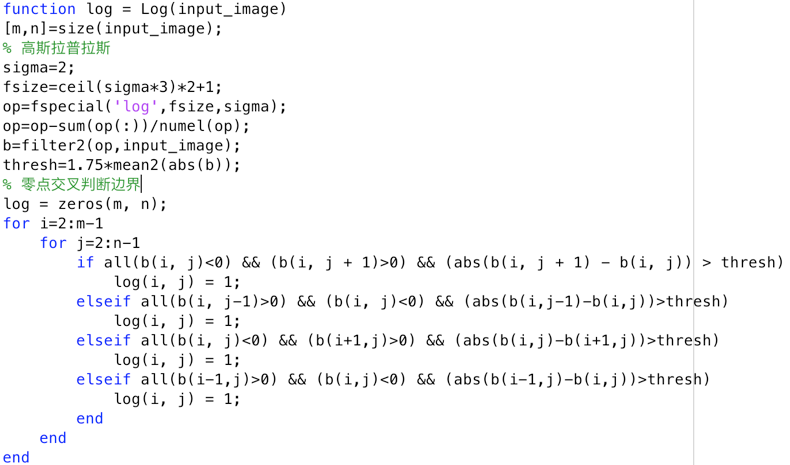 function log = Log(input_image)
[m,n]=size(input_image);
% 高斯拉普拉斯
sigma=2;
fsize=ceil(sigma*3)*2+1;
op=fspecial('log',fsize,sigma);
op=op-sum(op(:))/numel(op);
b=filter2(op,input_image);
thresh=1.75*mean2(abs(b));
% 零点交叉判断边界
log = zeros(m, n);
for i=2:m-1
    for j=2:n-1
        if all(b(i, j)<0) && (b(i, j + 1)>0) && (abs(b(i, j + 1) - b(i, j)) > thresh)
            log(i, j) = 1;
        elseif all(b(i, j-1)>0) && (b(i, j)<0) && (abs(b(i,j-1)-b(i,j))>thresh)
            log(i, j) = 1;
        elseif all(b(i, j)<0) && (b(i+1,j)>0) && (abs(b(i,j)-b(i+1,j))>thresh)
            log(i, j) = 1;
        elseif all(b(i-1,j)>0) && (b(i,j)<0) && (abs(b(i-1,j)-b(i,j))>thresh)
            log(i, j) = 1;
        end
    end
end